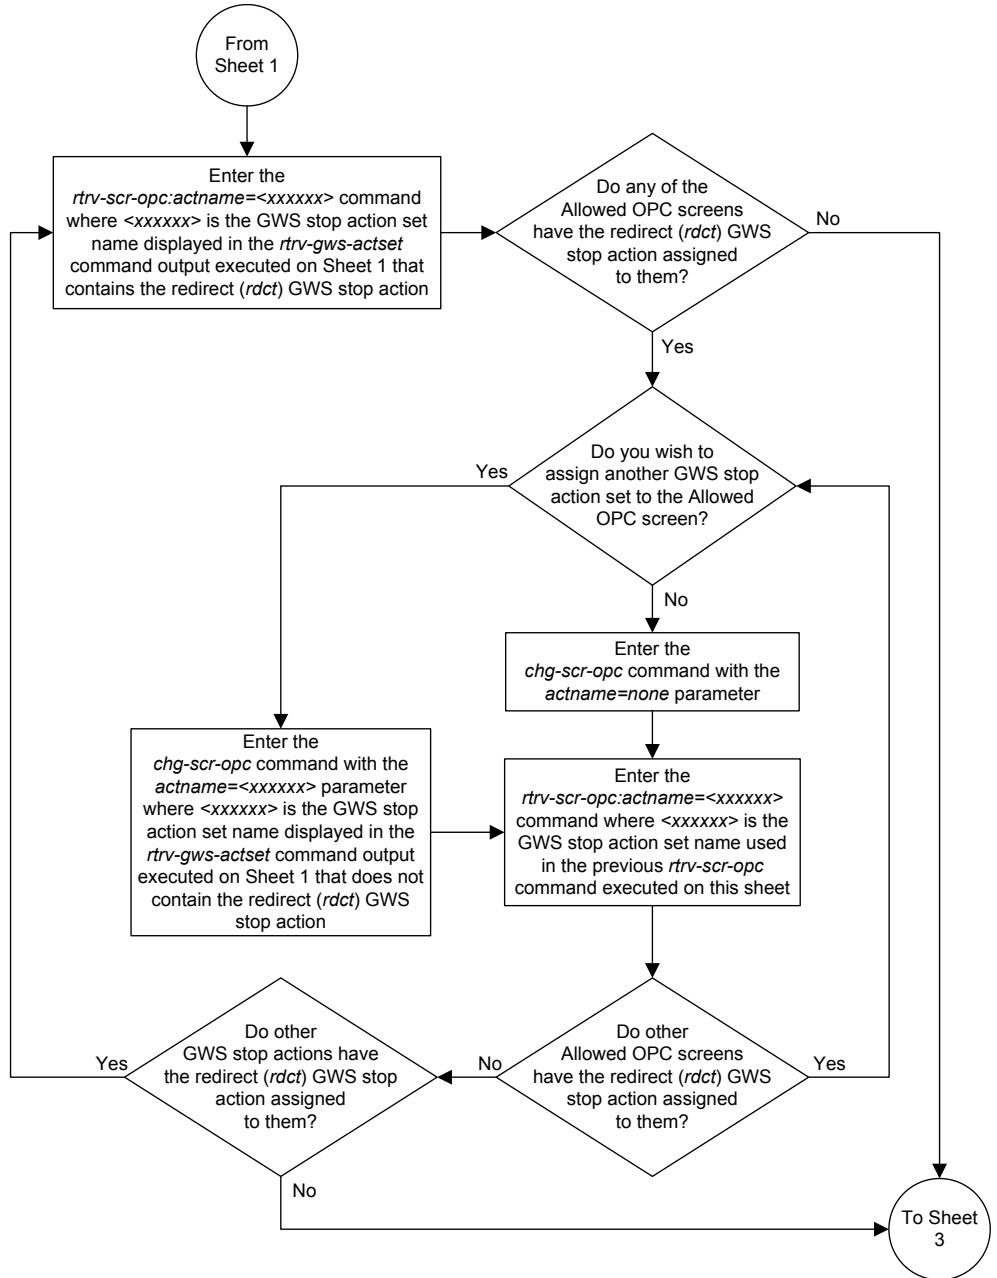 From
Sheet 1
Enter the
rtrv-scr-opc:actname=<xxxxxx> command
where <xxxxxx> is the GWS stop action set
name displayed in the rtrv-gws-actset
command output executed on Sheet 1 that
contains the redirect (rdct) GWS stop action
Do any of the
Allowed OPC screens
have the redirect (rdct) GWS
stop action assigned
to them?
No
Yes
Do you wish to
assign another GWS stop
action set to the Allowed
OPC screen?
Yes
No
Enter the
chg-scr-opc command with the
actname=none parameter
Enter the
chg-scr-opc command with the
actname=<xxxxxx> parameter
where <xxxxxx> is the GWS stop
action set name displayed in the
rtrv-gws-actset command output
executed on Sheet 1 that does not
contain the redirect (rdct) GWS
stop action
Enter the
rtrv-scr-opc:actname=<xxxxxx>
command where <xxxxxx> is the
GWS stop action set name used
in the previous rtrv-scr-opc
command executed on this sheet
Do other
Allowed OPC screens
have the redirect (rdct) GWS
stop action assigned
to them?
Yes
No
Do other
GWS stop actions have
the redirect (rdct) GWS stop
action assigned
to them?
Yes
No
To Sheet
3